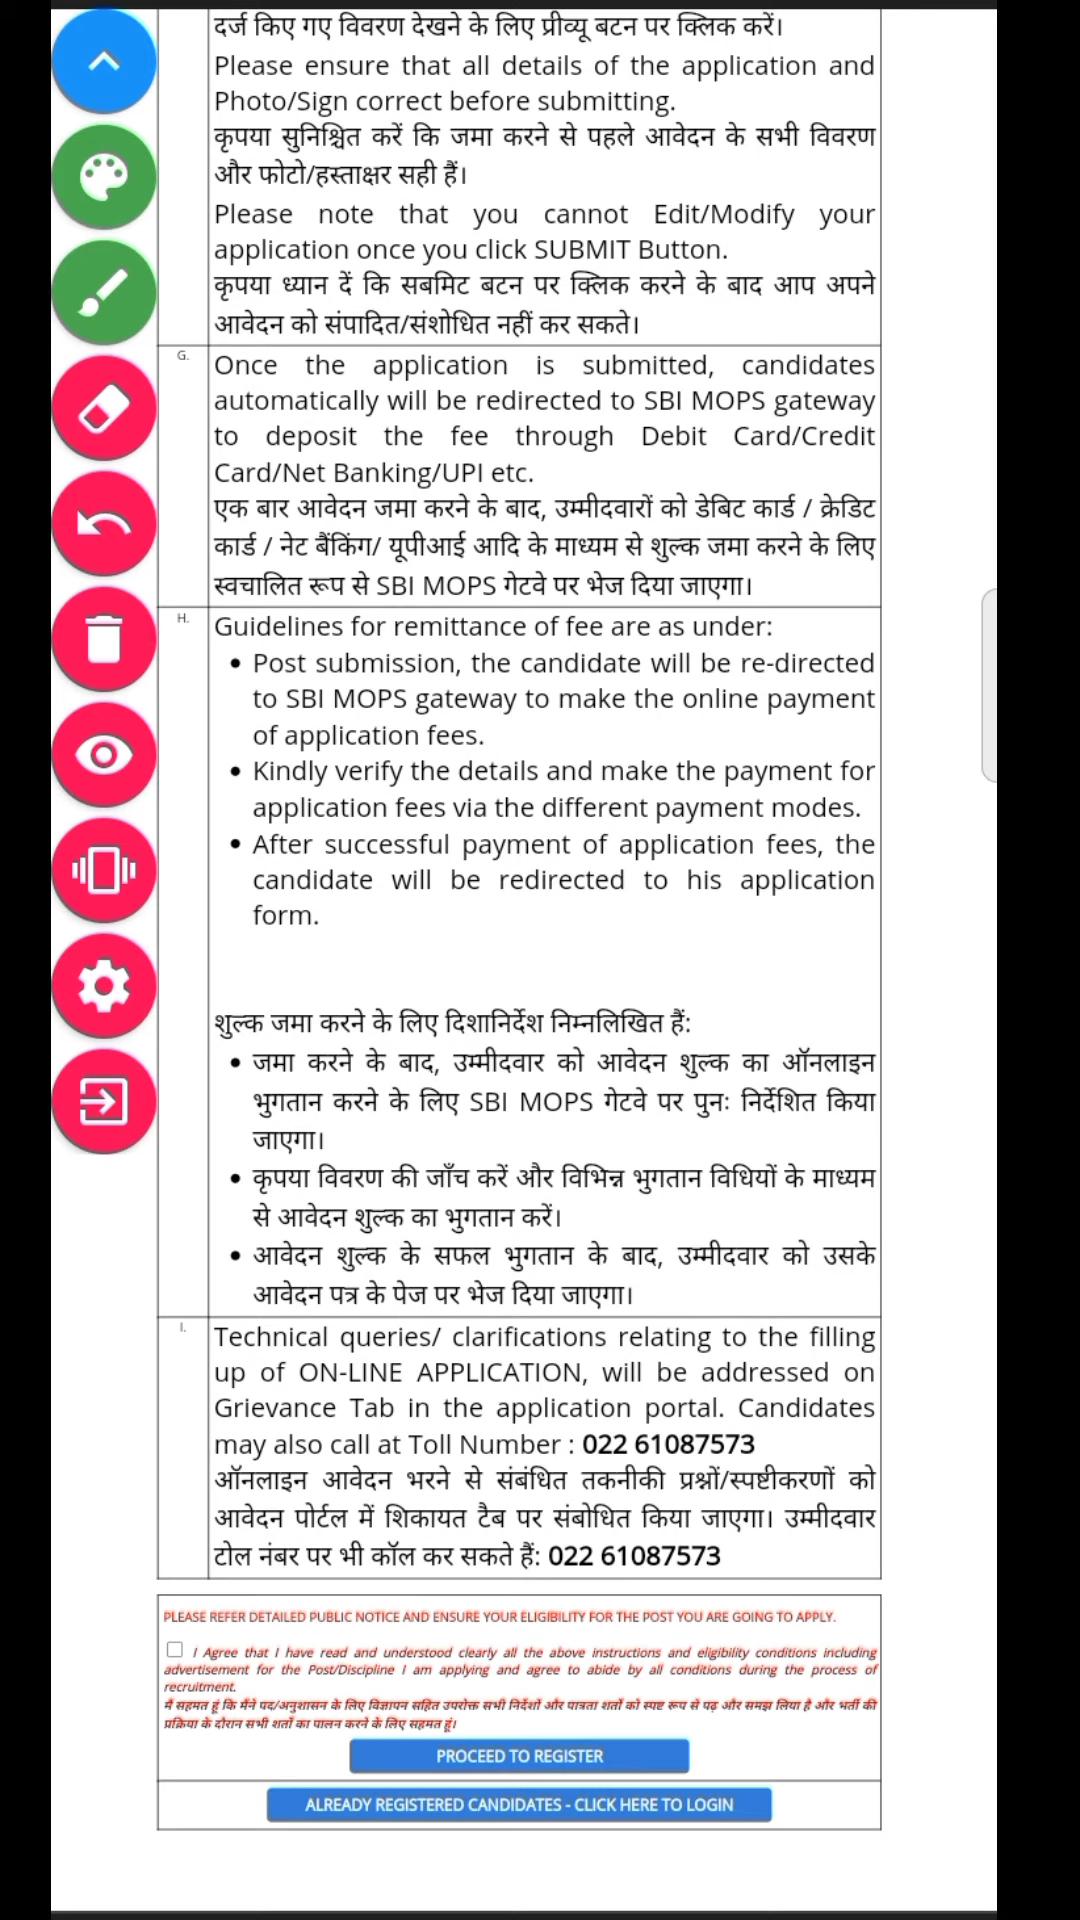 दर्ज किए गए विवरण देखने के लिए प्रीव्यू बटन पर क्लिक करें।
Please ensure that all details of the application and
Photo/Sign correct before submitting.
कृपया सुनिश्चित करें कि जमा करने से पहले आवेदन के सभी विवरण
और फोटो/हस्ताक्षर सही हैं।
Please note that you cannot Edit/Modify your
application once you click SUBMIT Button.
कृपया ध्यान दें कि सबमिट बटन पर क्लिक करने के बाद आप अपने
आवेदन को संपादित/संशोधित नहीं कर सकते।
G. Once the application is submitted, candidates
automatically will be redirected to SBI MOPS gateway
to deposit the fee through Debit Card/Credit
Card/Net Banking/UPI etc.
एक बार आवेदन जमा करने के बाद, उम्मीदवारों को डेबिट कार्ड / क्रेडिट
कार्ड / नेट बैंकिंग/ यूपीआई आदि के माध्यम से शुल्क जमा करने के लिए
स्वचालित रूप से SBI MOPS गेटवे पर भेज दिया जाएगा।
H. Guidelines for remittance of fee are as under:
• Post submission, the candidate will be re-directed
to SBI MOPS gateway to make the online payment
of application fees.
• Kindly verify the details and make the payment for
application fees via the different payment modes.
• After successful payment of application fees, the
candidate will be redirected to his application
form.
शुल्क जमा करने के लिए दिशानिर्देश निम्नलिखित हैं:
• जमा करने के बाद, उम्मीदवार को आवेदन शुल्क का ऑनलाइन
भुगतान करने के लिए SBI MOPS गेटवे पर पुनः निर्देशित किया
जाएगा।
• कृपया विवरण की जाँच करें और विभिन्न भुगतान विधियों के माध्यम
से आवेदन शुल्क का भुगतान करें।
• आवेदन शुल्क के सफल भुगतान के बाद, उम्मीदवार को उसके
आवेदन पत्र के पेज पर भेज दिया जाएगा।
I. Technical queries/ clarifications relating to the filling
up of ON-LINE APPLICATION, will be addressed on
Grievance Tab in the application portal. Candidates
may also call at Toll Number : 022 61087573
ऑनलाइन आवेदन भरने से संबंधित तकनीकी प्रश्नों/स्पष्टीकरणों को
आवेदन पोर्टल में शिकायत टैब पर संबोधित किया जाएगा। उम्मीदवार
टोल नंबर पर भी कॉल कर सकते हैं: 022 61087573
PLEASE REFER DETAILED PUBLIC NOTICE AND ENSURE YOUR ELIGIBILITY FOR THE POST YOU ARE GOING TO APPLY.
I Agree that I have read and understood clearly all the above instructions and eligibility conditions including
advertisement for the Post/Discipline I am applying and agree to abide by all conditions during the process of
recruitment.
मैं सहमत हूं कि मैंने पद/अनुशासन के लिए विज्ञापन सहित उपरोक्त सभी निर्देशों और पात्रता शर्तों को स्पष्ट रूप से पढ़ और समझ लिया है और भर्ती की
प्रक्रिया के दौरान सभी शर्तों का पालन करने के लिए सहमत हूं।
PROCEED TO REGISTER
ALREADY REGISTERED CANDIDATES - CLICK HERE TO LOGIN